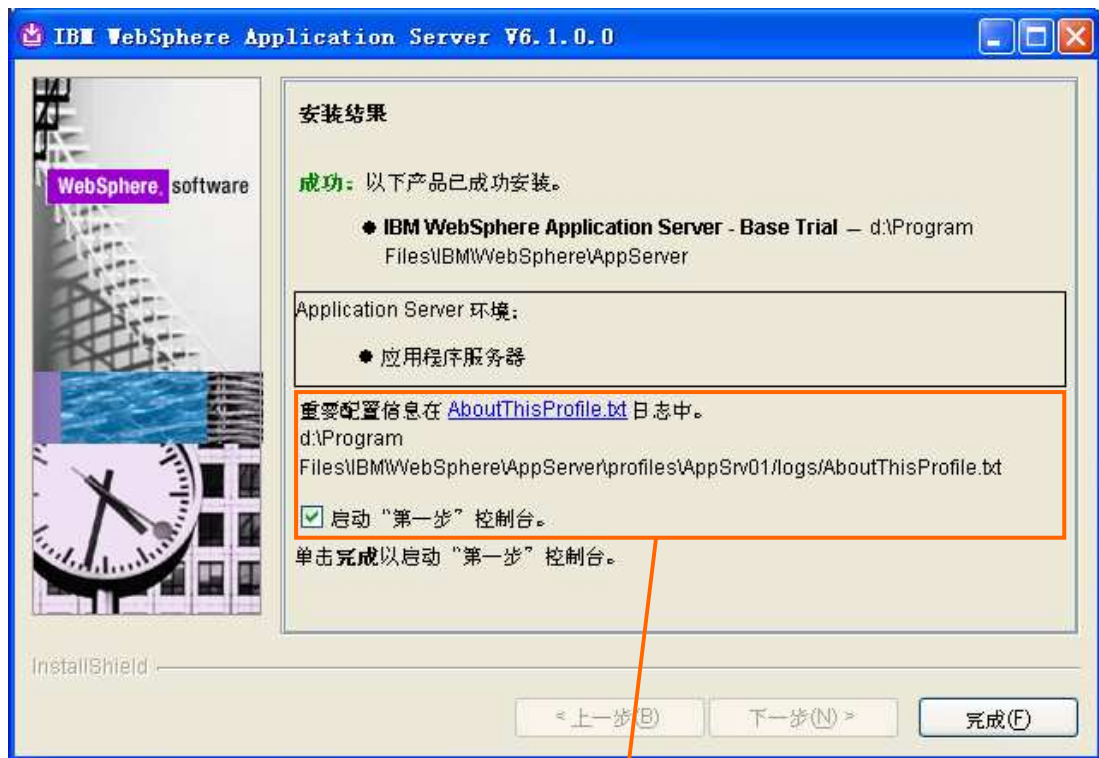 IBM WebSphere Application Server V6.1.0.0
WebSphere. software
安装结果
成功：以下产品已成功安装。
● IBM WebSphere Application Server - Base Trial － d:\Program
Files\IBM\WebSphere\AppServer
Application Server 环境：
● 应用程序服务器
重要配置信息在 AboutThisProfile.txt 日志中。
d:\Program
Files\IBM\WebSphere\AppServer\profiles\AppSrv01/logs/AboutThisProfile.txt
启动“第一步”控制台。
单击完成以启动“第一步”控制台。
InstallShield
< 上一步(B)
下一步(N) >
完成(F)